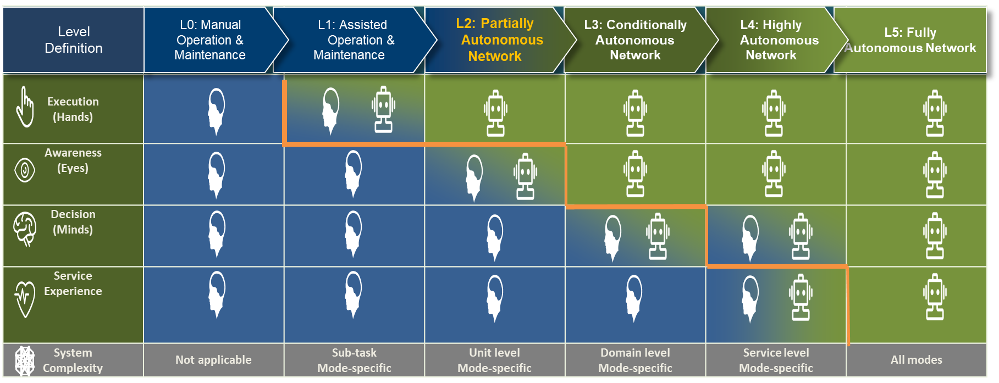 Level
Definition
L0: Manual
Operation &
Maintenance
L1: Assisted
Operation &
Maintenance
L2: Partially
Autonomous
Network
L3: Conditionally
Autonomous
Network
L4: Highly
Autonomous
Network
L5: Fully
Autonomous Network
Execution
(Hands)
Awareness
(Eyes)
Decision
(Minds)
Service
Experience
System
Complexity
Not applicable
Sub-task
Mode-specific
Unit level
Mode-specific
Domain level
Mode-specific
Service level
Mode-specific
All modes